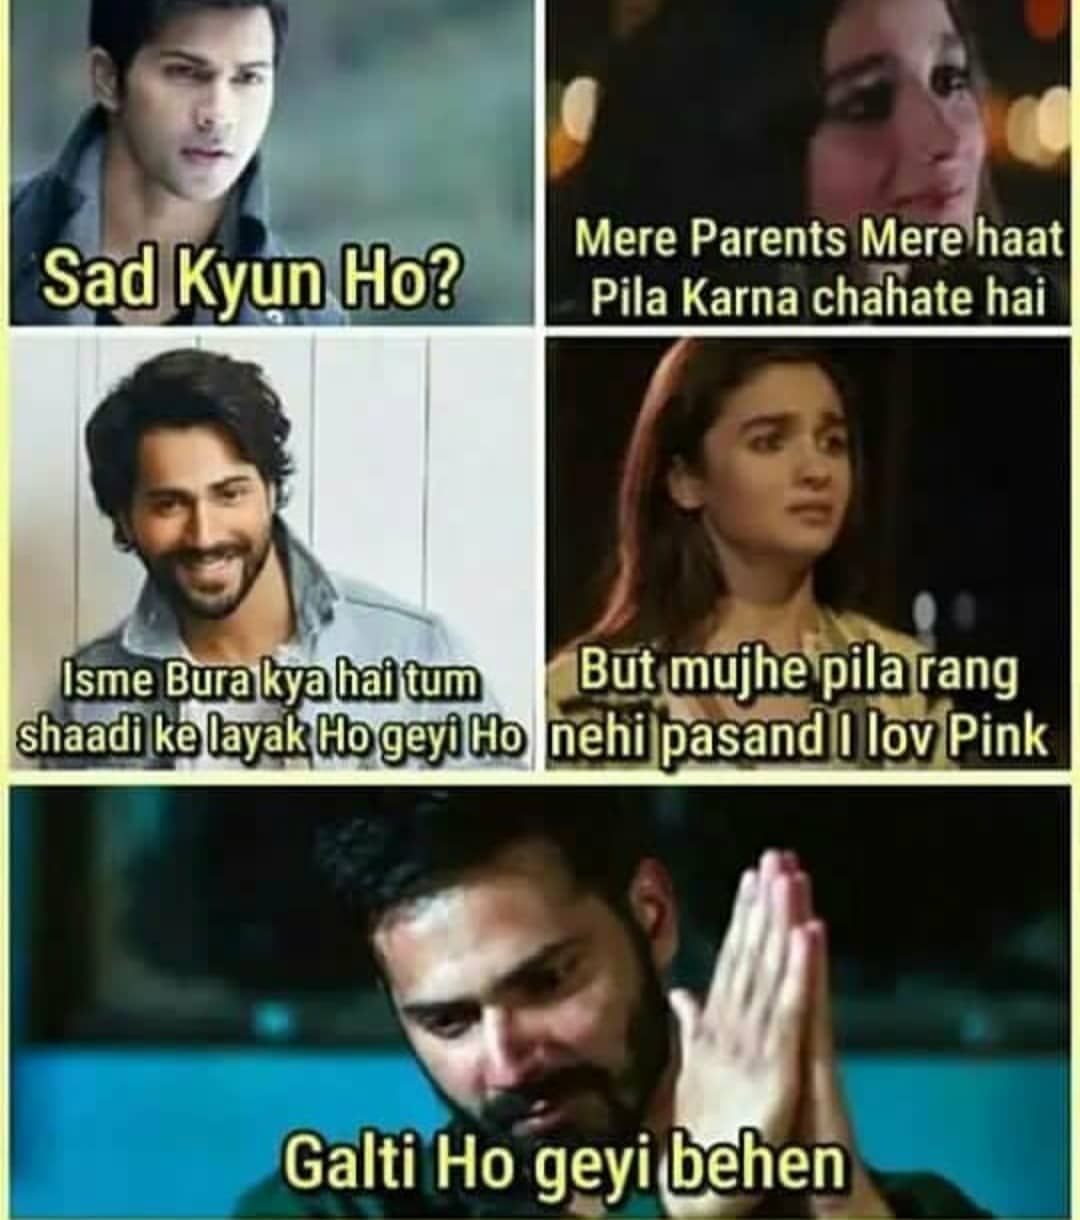 Sad Kyun Ho?
Mere Parents Mere haat
Pila Karna chahate hai
Isme Bura kya hai tum
shaadi ke layak Ho geyi Ho
But mujhe pila rang
nehi pasand I lov Pink
Galti Ho geyi behen